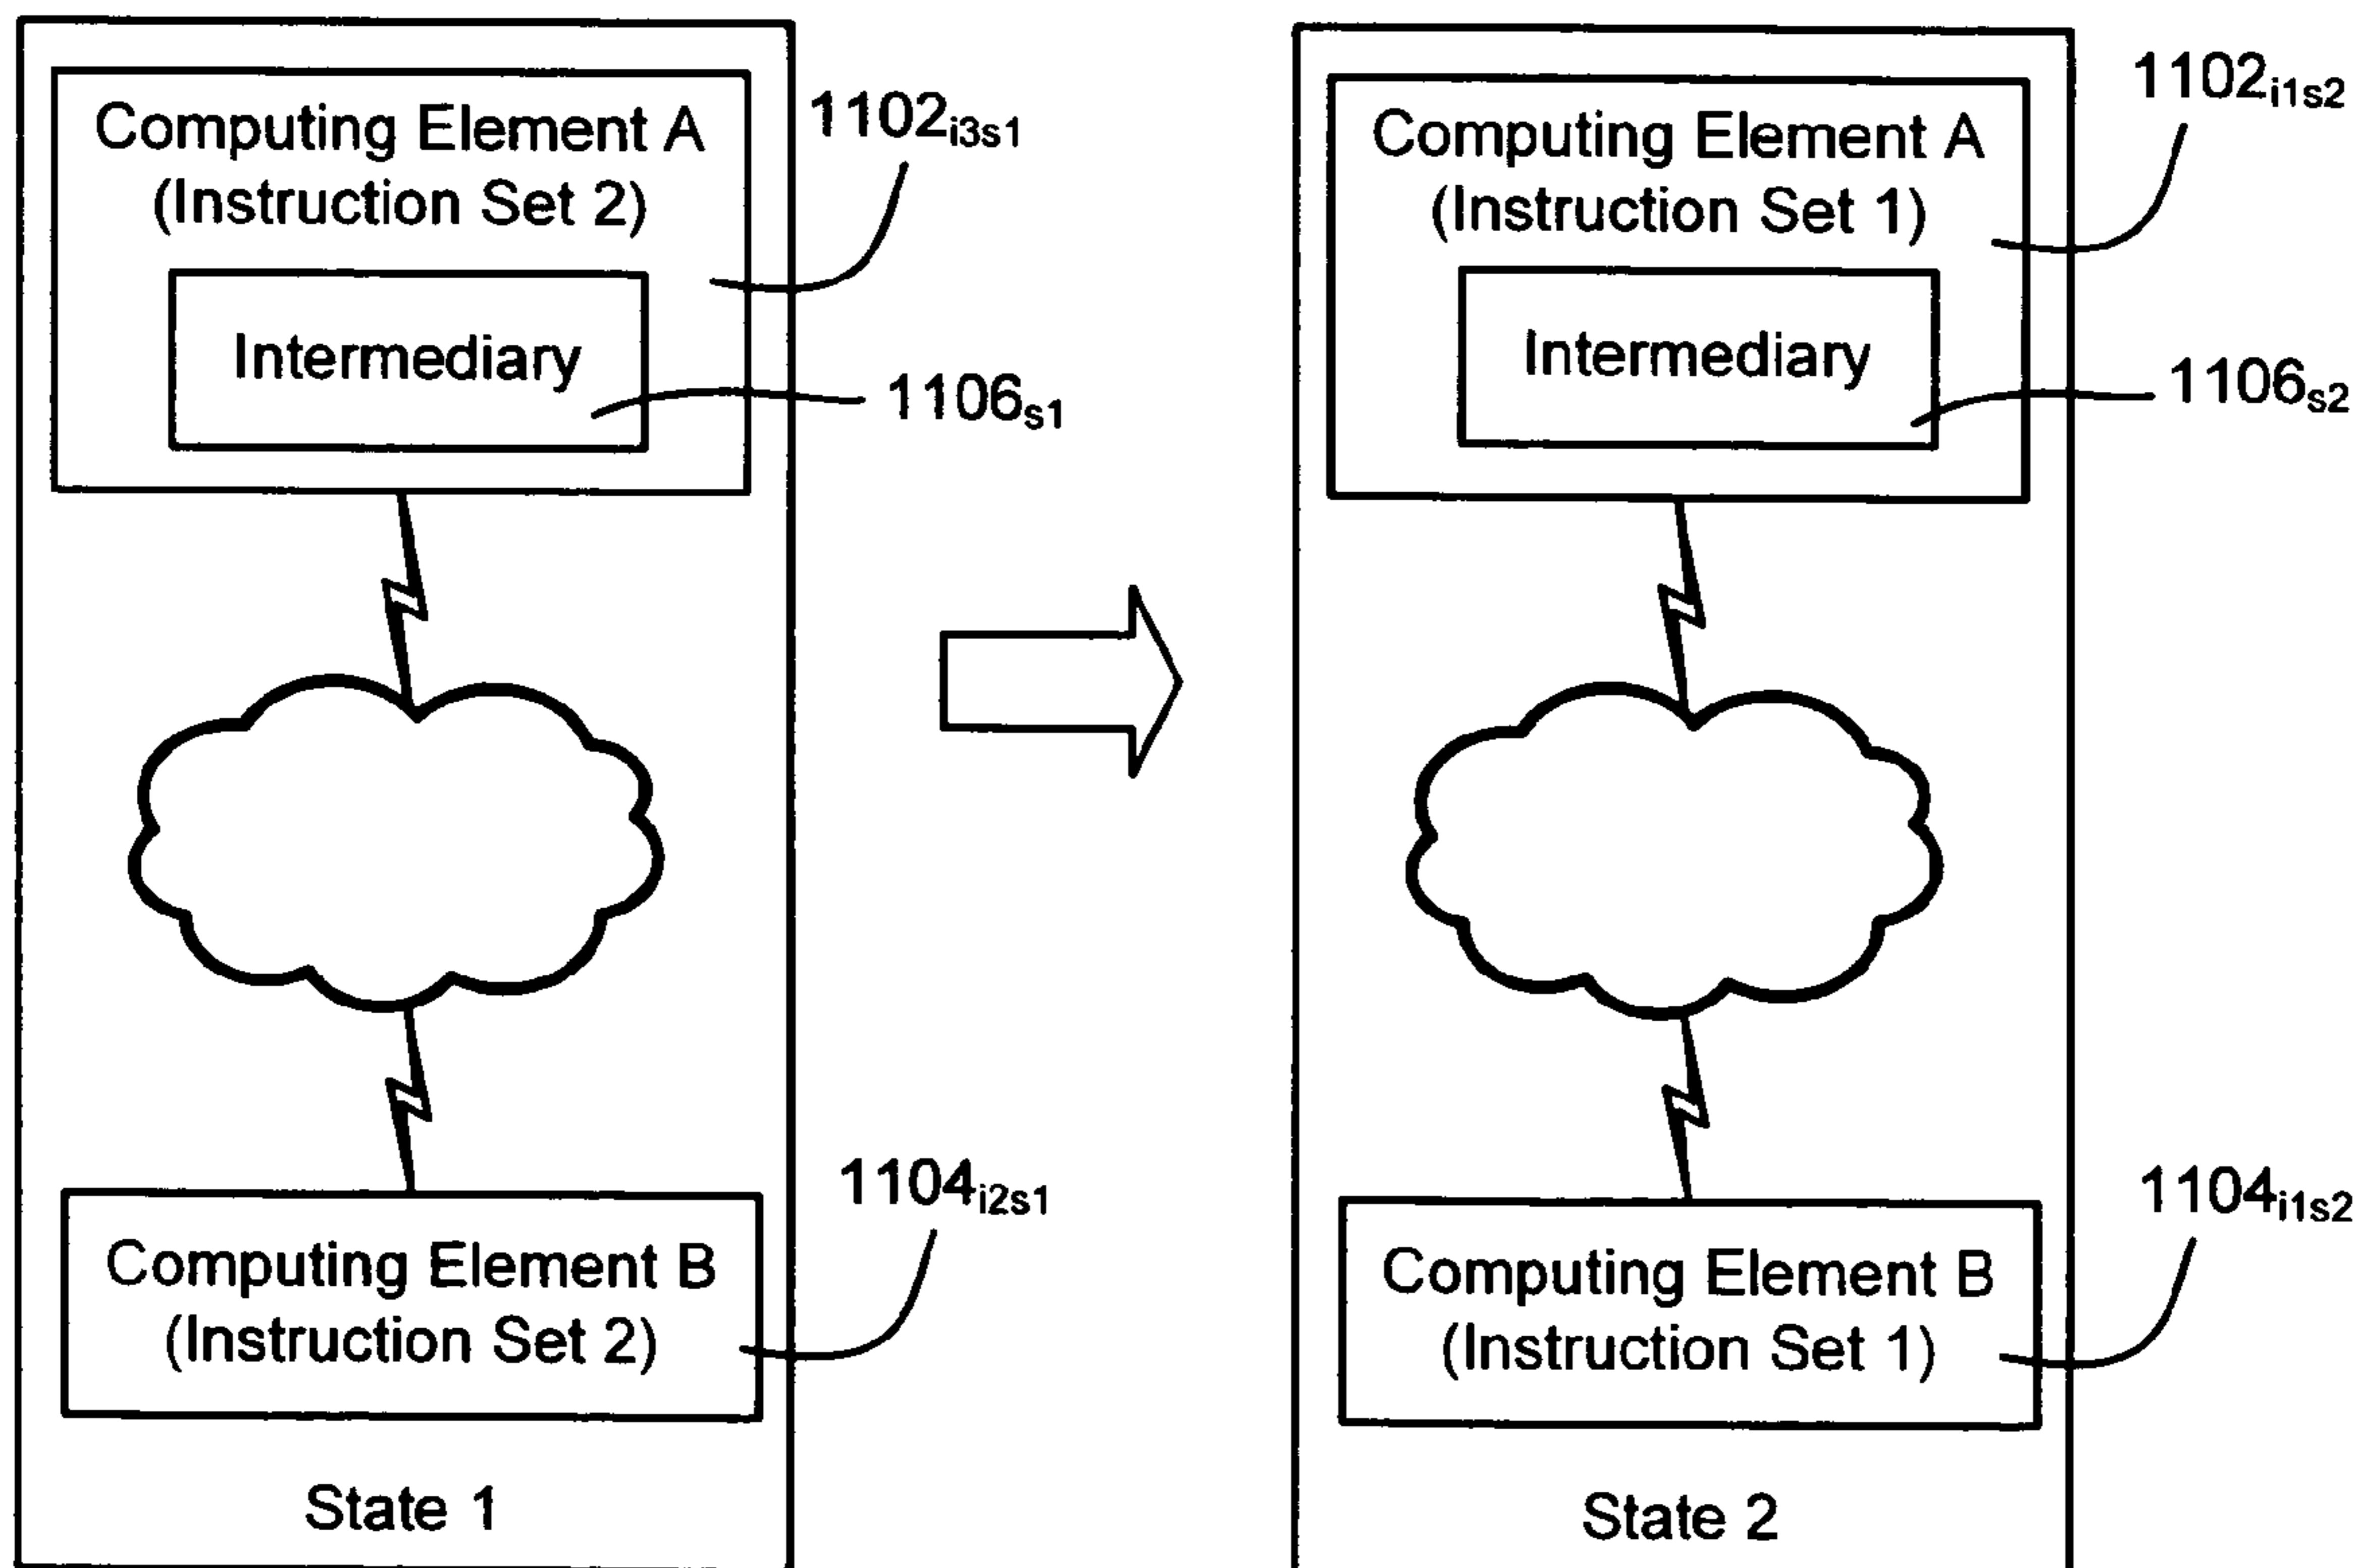 Computing Element A
(Instruction Set 2)
1102i3s1
Intermediary
1106s1
Computing Element B
(Instruction Set 2)
1104i2s1
State 1
Computing Element A
(Instruction Set 1)
1102i1s2
Intermediary
1106s2
Computing Element B
(Instruction Set 1)
1104i1s2
State 2